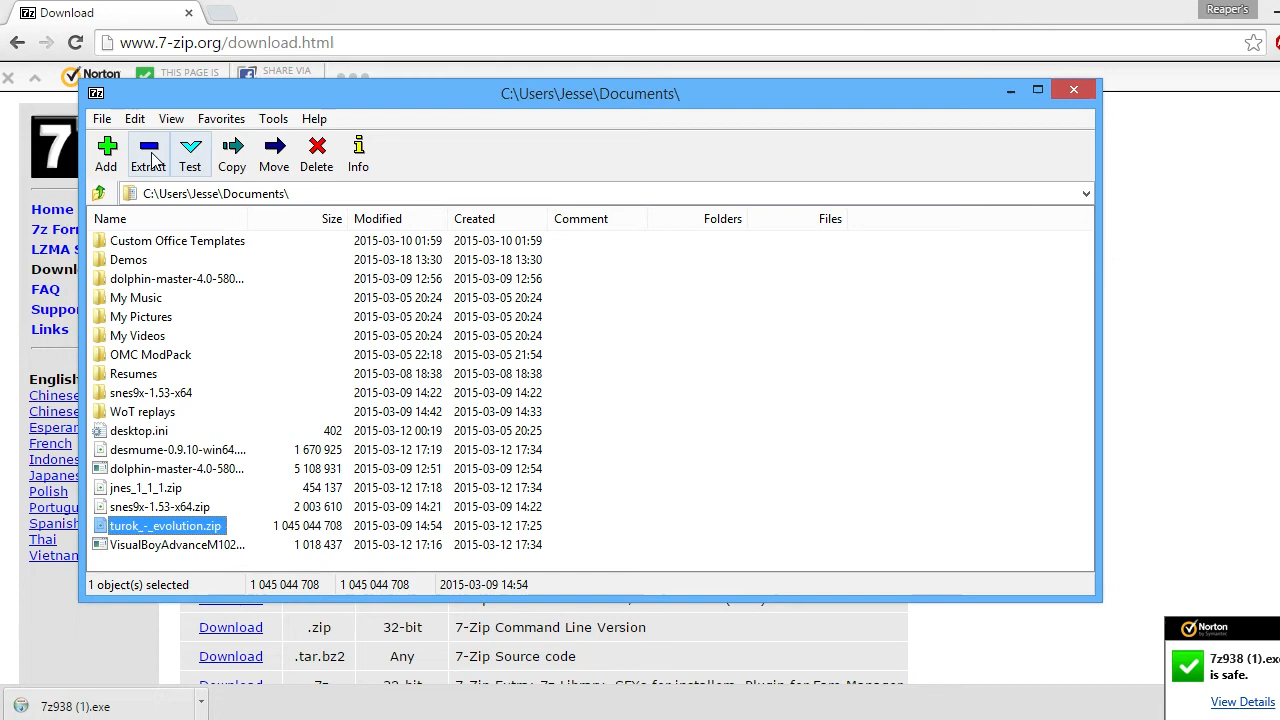 Download
Reaper's
www.7-zip.org/download.html
Norton
THIS PAGE IS
SHARE VIA
7z C:\Users\Jesse\Documents\
File Edit View Favorites Tools Help
Add Extract Test Copy Move Delete Info
C:\Users\Jesse\Documents\
Name Size Modified Created Comment Folders Files
Custom Office Templates 2015-03-10 01:59 2015-03-10 01:59
Demos 2015-03-18 13:30 2015-03-18 13:30
dolphin-master-4.0-580... 2015-03-09 12:56 2015-03-09 12:56
My Music 2015-03-05 20:24 2015-03-05 20:24
My Pictures 2015-03-05 20:24 2015-03-05 20:24
My Videos 2015-03-05 20:24 2015-03-05 20:24
OMC ModPack 2015-03-05 22:18 2015-03-05 21:54
Resumes 2015-03-08 18:38 2015-03-08 18:38
snes9x-1.53-x64 2015-03-09 14:22 2015-03-09 14:22
WoT replays 2015-03-09 14:42 2015-03-09 14:33
desktop.ini 402 2015-03-12 00:19 2015-03-05 20:25
desmume-0.9.10-win64.... 1 670 925 2015-03-12 17:19 2015-03-12 17:34
dolphin-master-4.0-580... 5 108 931 2015-03-09 12:51 2015-03-09 12:54
jnes_1_1_1.zip 454 137 2015-03-12 17:18 2015-03-12 17:34
snes9x-1.53-x64.zip 2 003 610 2015-03-09 14:21 2015-03-09 14:22
turok_-_evolution.zip 1 045 044 708 2015-03-09 14:54 2015-03-12 17:25
VisualBoyAdvanceM102... 1 018 437 2015-03-12 17:16 2015-03-12 17:34
1 object(s) selected 1 045 044 708 1 045 044 708 2015-03-09 14:54
7
Home
7z For
LZMA S
Downl
FAQ
Suppor
Links
English
Chinese
Chinese
Esperan
French
Indones
Japanes
Polish
Portugu
Spanish
Thai
Vietnam
Download .zip 32-bit 7-Zip Command Line Version
Download .tar.bz2 Any 7-Zip Source code
Norton
by Symantec
7z938 (1).exe
is safe.
View Details
7z938 (1).exe